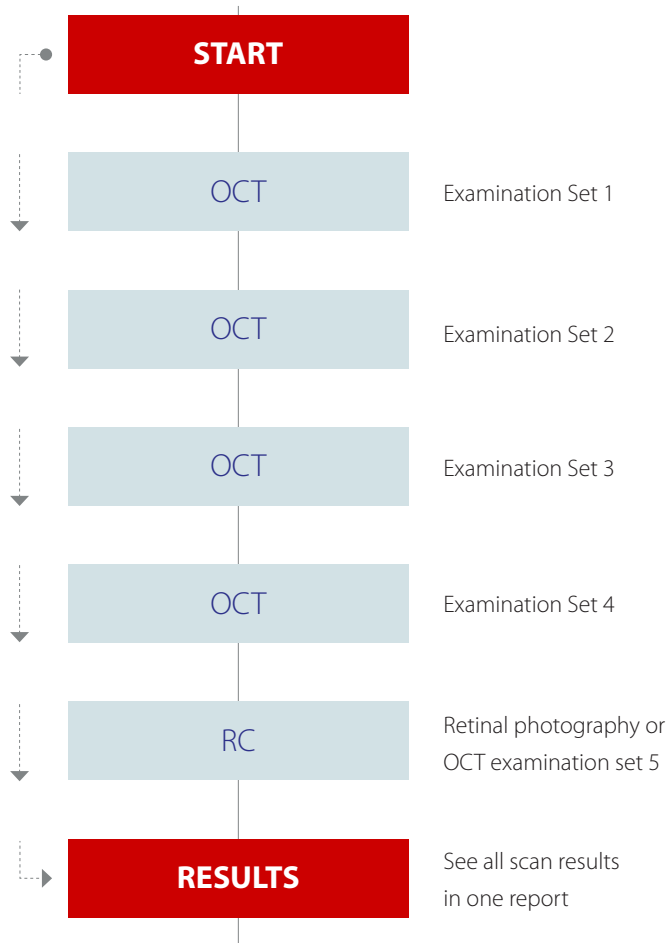 START
OCT
Examination Set 1
OCT
Examination Set 2
OCT
Examination Set 3
OCT
Examination Set 4
RC
Retinal photography or
OCT examination set 5
RESULTS
See all scan results
in one report